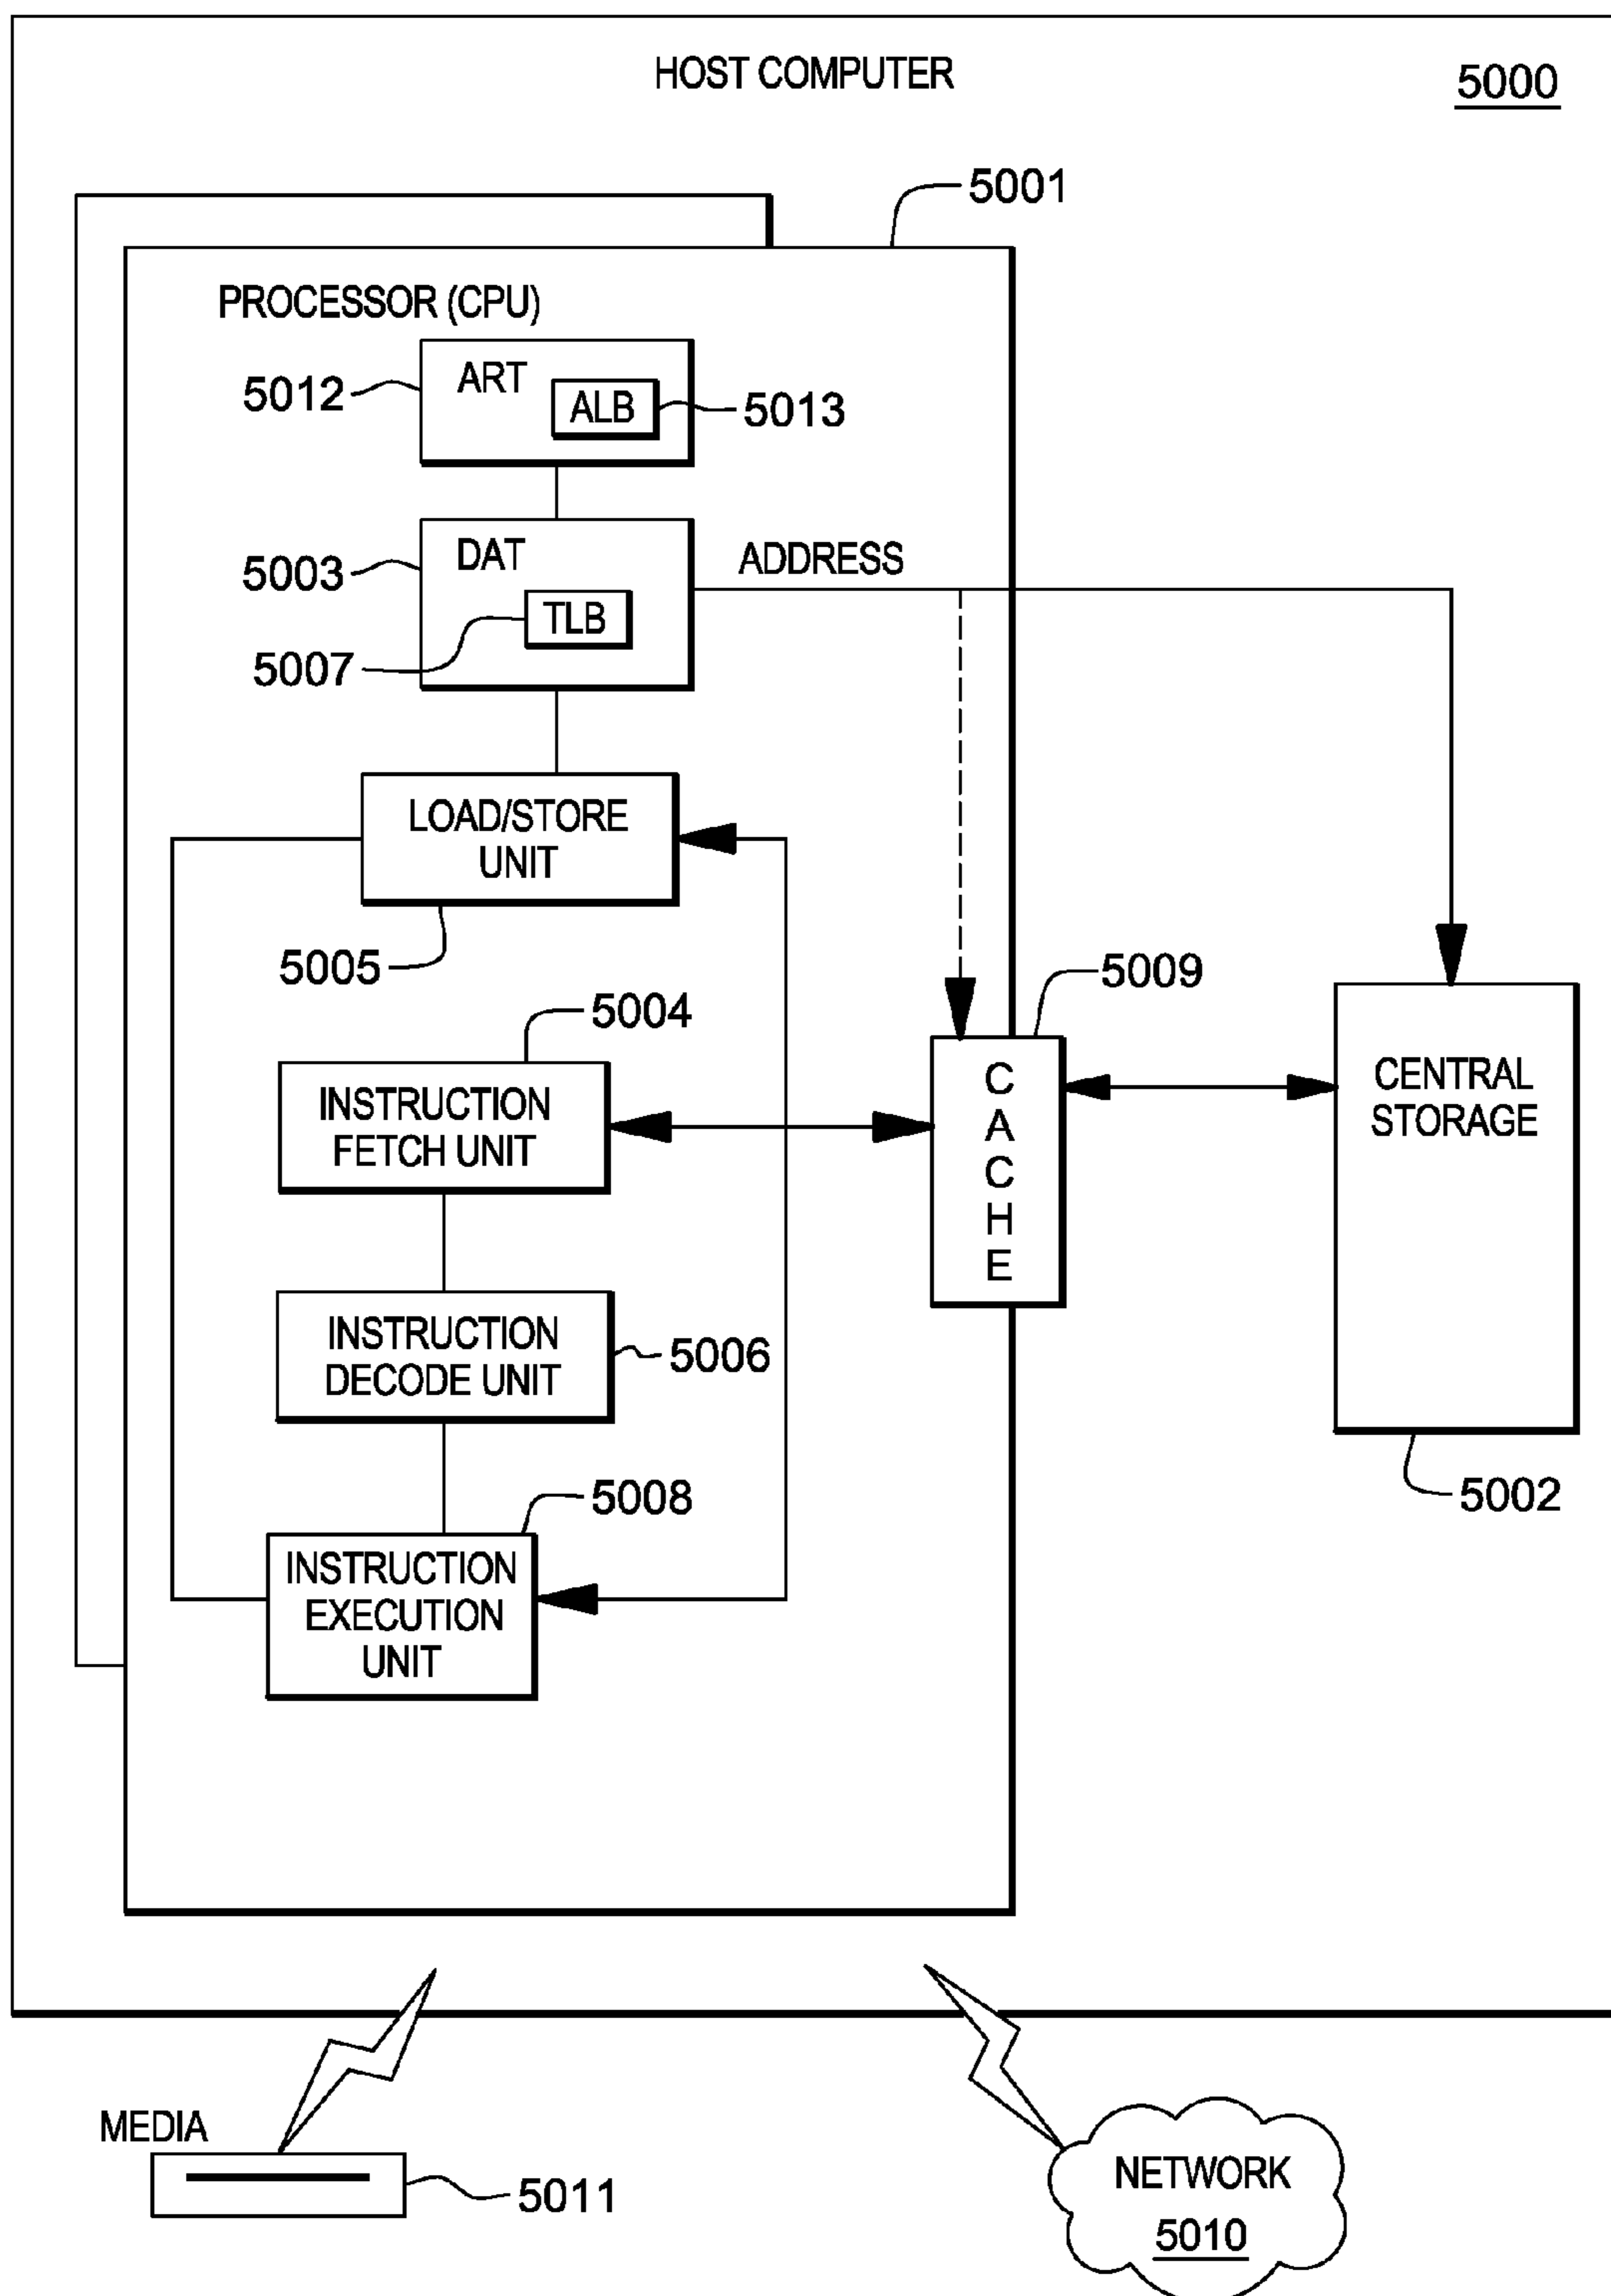 HOST COMPUTER
5000
5001
PROCESSOR (CPU)
ART
5012
ALB
5013
DAT
ADDRESS
5003
TLB
5007
LOAD/STORE
UNIT
5005
5009
5004
CACHE
CENTRAL
STORAGE
INSTRUCTION
FETCH UNIT
INSTRUCTION
DECODE UNIT
5006
5002
5008
INSTRUCTION
EXECUTION
UNIT
MEDIA
5011
NETWORK
5010